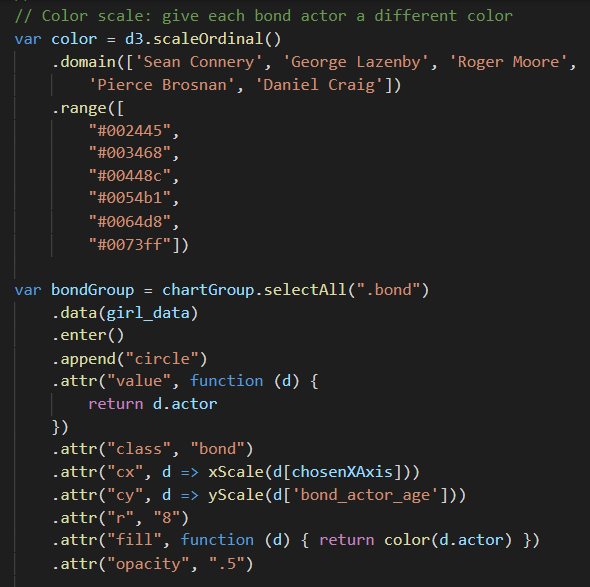 // Color scale: give each bond actor a different color
var color = d3.scaleOrdinal()
    .domain(['Sean Connery', 'George Lazenby', 'Roger Moore',
        'Pierce Brosnan', 'Daniel Craig'])
    .range([
        "#002445",
        "#003468",
        "#00448c",
        "#0054b1",
        "#0064d8",
        "#0073ff"])

var bondGroup = chartGroup.selectAll(".bond")
    .data(girl_data)
    .enter()
    .append("circle")
    .attr("value", function (d) {
        return d.actor
    })
    .attr("class", "bond")
    .attr("cx", d => xScale(d[chosenXAxis]))
    .attr("cy", d => yScale(d['bond_actor_age']))
    .attr("r", "8")
    .attr("fill", function (d) { return color(d.actor) })
    .attr("opacity", ".5")